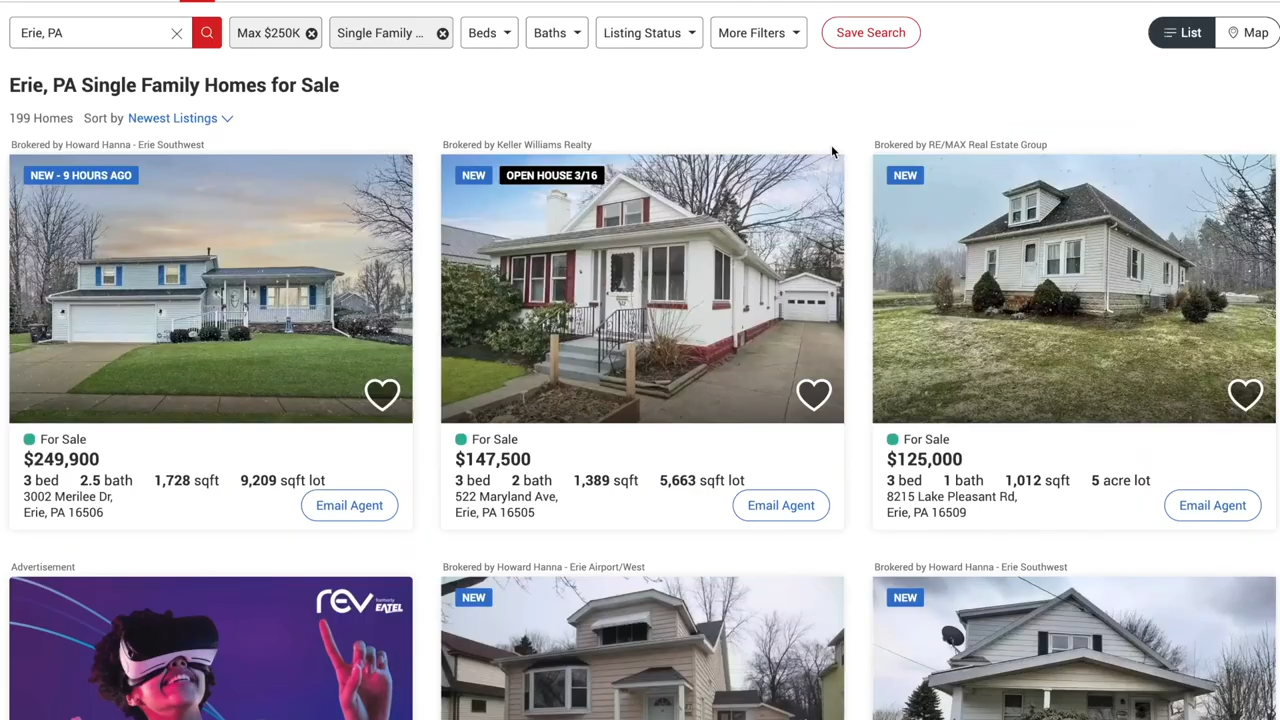 Erie, PA
Max $250K
Single Family ...
Beds
Baths
Listing Status
More Filters
Save Search
List
Map
Erie, PA Single Family Homes for Sale
199 Homes Sort by Newest Listings
Brokered by Howard Hanna - Erie Southwest
NEW - 9 HOURS AGO
For Sale
$249,900
3 bed 2.5 bath 1,728 sqft 9,209 sqft lot
3002 Merilee Dr,
Erie, PA 16506
Email Agent
Brokered by Keller Williams Realty
NEW
OPEN HOUSE 3/16
For Sale
$147,500
3 bed 2 bath 1,389 sqft 5,663 sqft lot
522 Maryland Ave,
Erie, PA 16505
Email Agent
Brokered by RE/MAX Real Estate Group
NEW
For Sale
$125,000
3 bed 1 bath 1,012 sqft 5 acre lot
8215 Lake Pleasant Rd,
Erie, PA 16509
Email Agent
Advertisement
rev formerly EATEL
Brokered by Howard Hanna - Erie Airport/West
NEW
Brokered by Howard Hanna - Erie Southwest
NEW